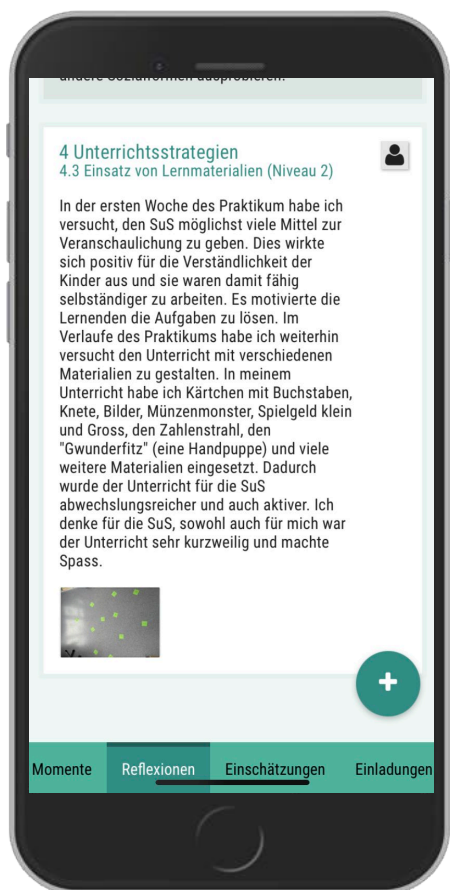 andere Sozialformen ausprobieren.
4 Unterrichtsstrategien
4.3 Einsatz von Lernmaterialien (Niveau 2)
In der ersten Woche des Praktikum habe ich
versucht, den SuS möglichst viele Mittel zur
Veranschaulichung zu geben. Dies wirkte
sich positiv für die Verständlichkeit der
Kinder aus und sie waren damit fähig
selbständiger zu arbeiten. Es motivierte die
Lernenden die Aufgaben zu lösen. Im
Verlaufe des Praktikums habe ich weiterhin
versucht den Unterricht mit verschiedenen
Materialien zu gestalten. In meinem
Unterricht habe ich Kärtchen mit Buchstaben,
Knete, Bilder, Münzenmonster, Spielgeld klein
und Gross, den Zahlenstrahl, den
"Gwunderfitz" (eine Handpuppe) und viele
weitere Materialien eingesetzt. Dadurch
wurde der Unterricht für die SuS
abwechslungsreicher und auch aktiver. Ich
denke für die SuS, sowohl auch für mich war
der Unterricht sehr kurzweilig und machte
Spass.
Momente Reflexionen Einschätzungen Einladungen